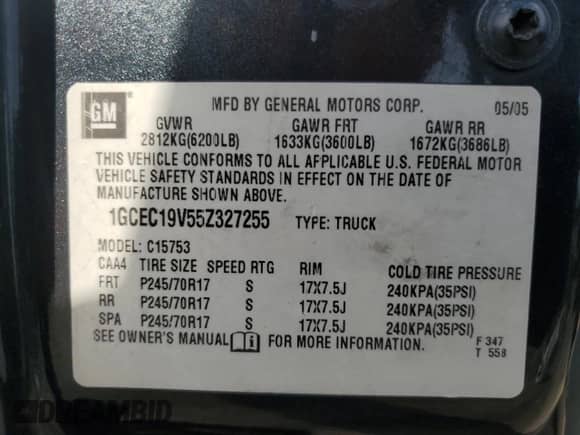 GM
MFD BY GENERAL MOTORS CORP. 05/05
GVWR GAWR FRT GAWR RR
2812KG(6200LB) 1633KG(3600LB) 1672KG(3686LB)
THIS VEHICLE CONFORMS TO ALL APPLICABLE U.S. FEDERAL MOTOR
VEHICLE SAFETY STANDARDS IN EFFECT ON THE DATE OF
MANUFACTURE SHOWN ABOVE.
1GCEC19V55Z327255 TYPE: TRUCK
MODEL: C15753
CAA4 TIRE SIZE SPEED RTG RIM COLD TIRE PRESSURE
FRT P245/70R17 S 17X7.5J 240KPA(35PSI)
RR P245/70R17 S 17X7.5J 240KPA(35PSI)
SPA P245/70R17 S 17X7.5J 240KPA(35PSI)
SEE OWNER'S MANUAL i FOR MORE INFORMATION. F 347
T 558
DREAMBID